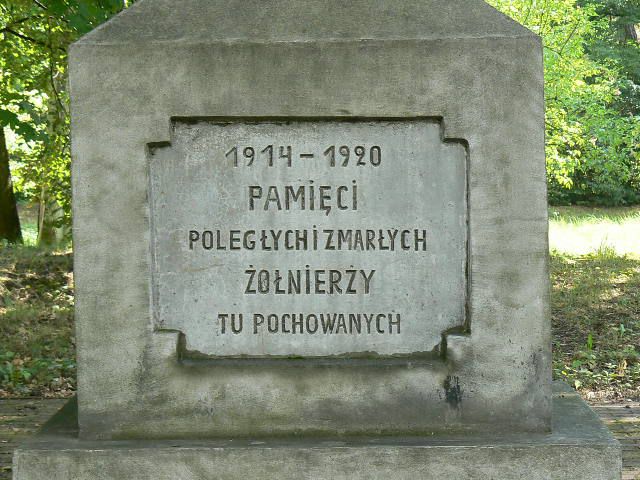 1914 - 1920
PAMIĘCI
POLEGŁYCH I ZMARŁYCH
ŻOŁNIERZY
TU POCHOWANYCH